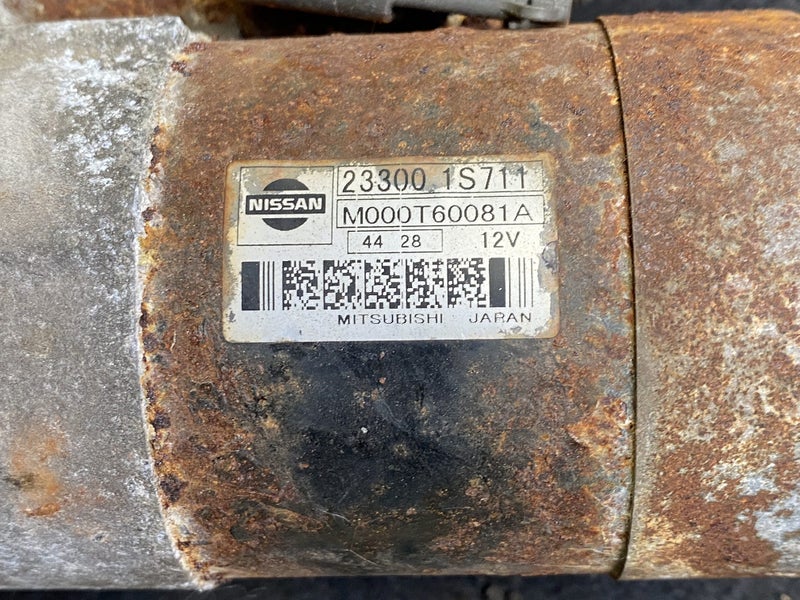 NISSAN
23300 1S711
M000T60081A
44 28 12V
MITSUBISHI JAPAN